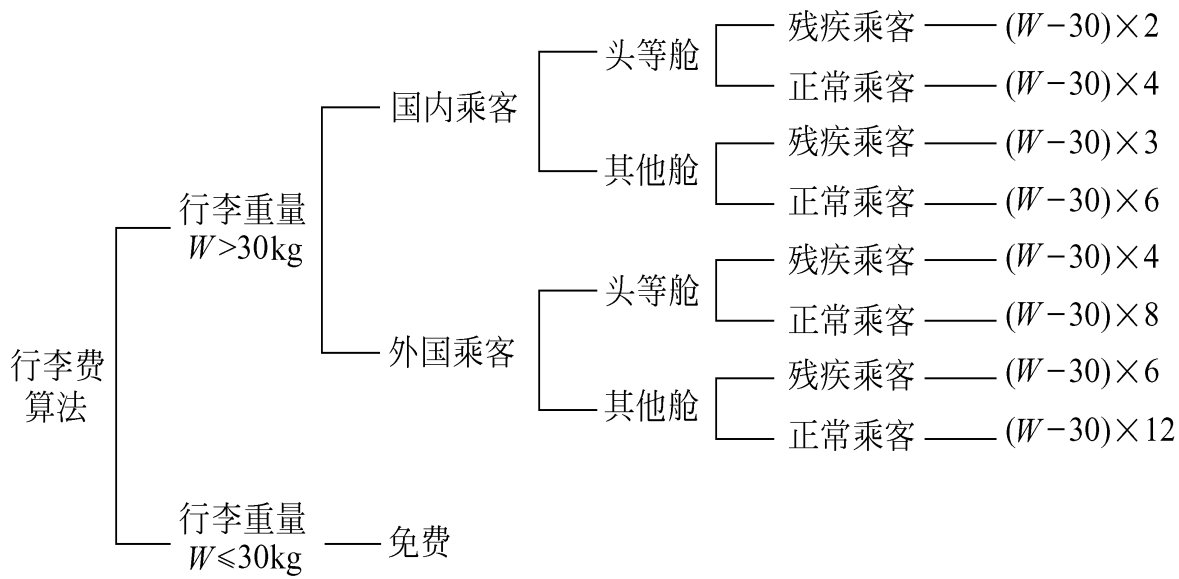 残疾乘客 (W−30)×2
头等舱
正常乘客 (W−30)×4
国内乘客
残疾乘客 (W−30)×3
其他舱
正常乘客 (W−30)×6
行李重量
W>30kg
残疾乘客 (W−30)×4
头等舱
正常乘客 (W−30)×8
外国乘客
残疾乘客 (W−30)×6
其他舱
正常乘客 (W−30)×12
行李费
算法
行李重量
W≤30kg
免费